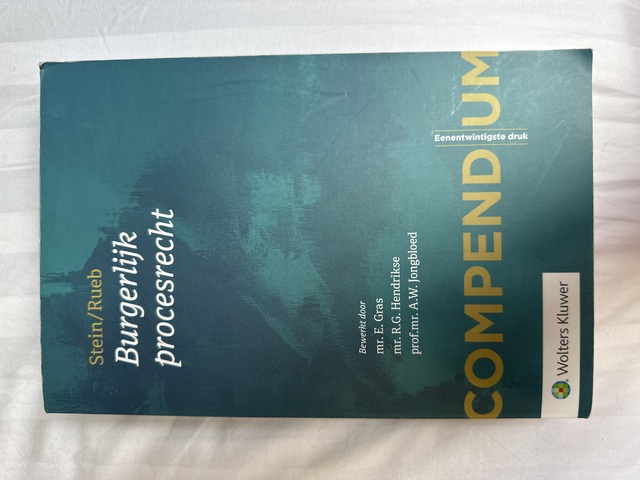 Stein/Rueb
Burgerlijk
procesrecht
Bewerkt door
mr. E. Gras
mr. R.G. Hendrikse
prof.mr. A.W. Jongbloed
Eenentwintigste druk
COMPENDIUM
Wolters Kluwer